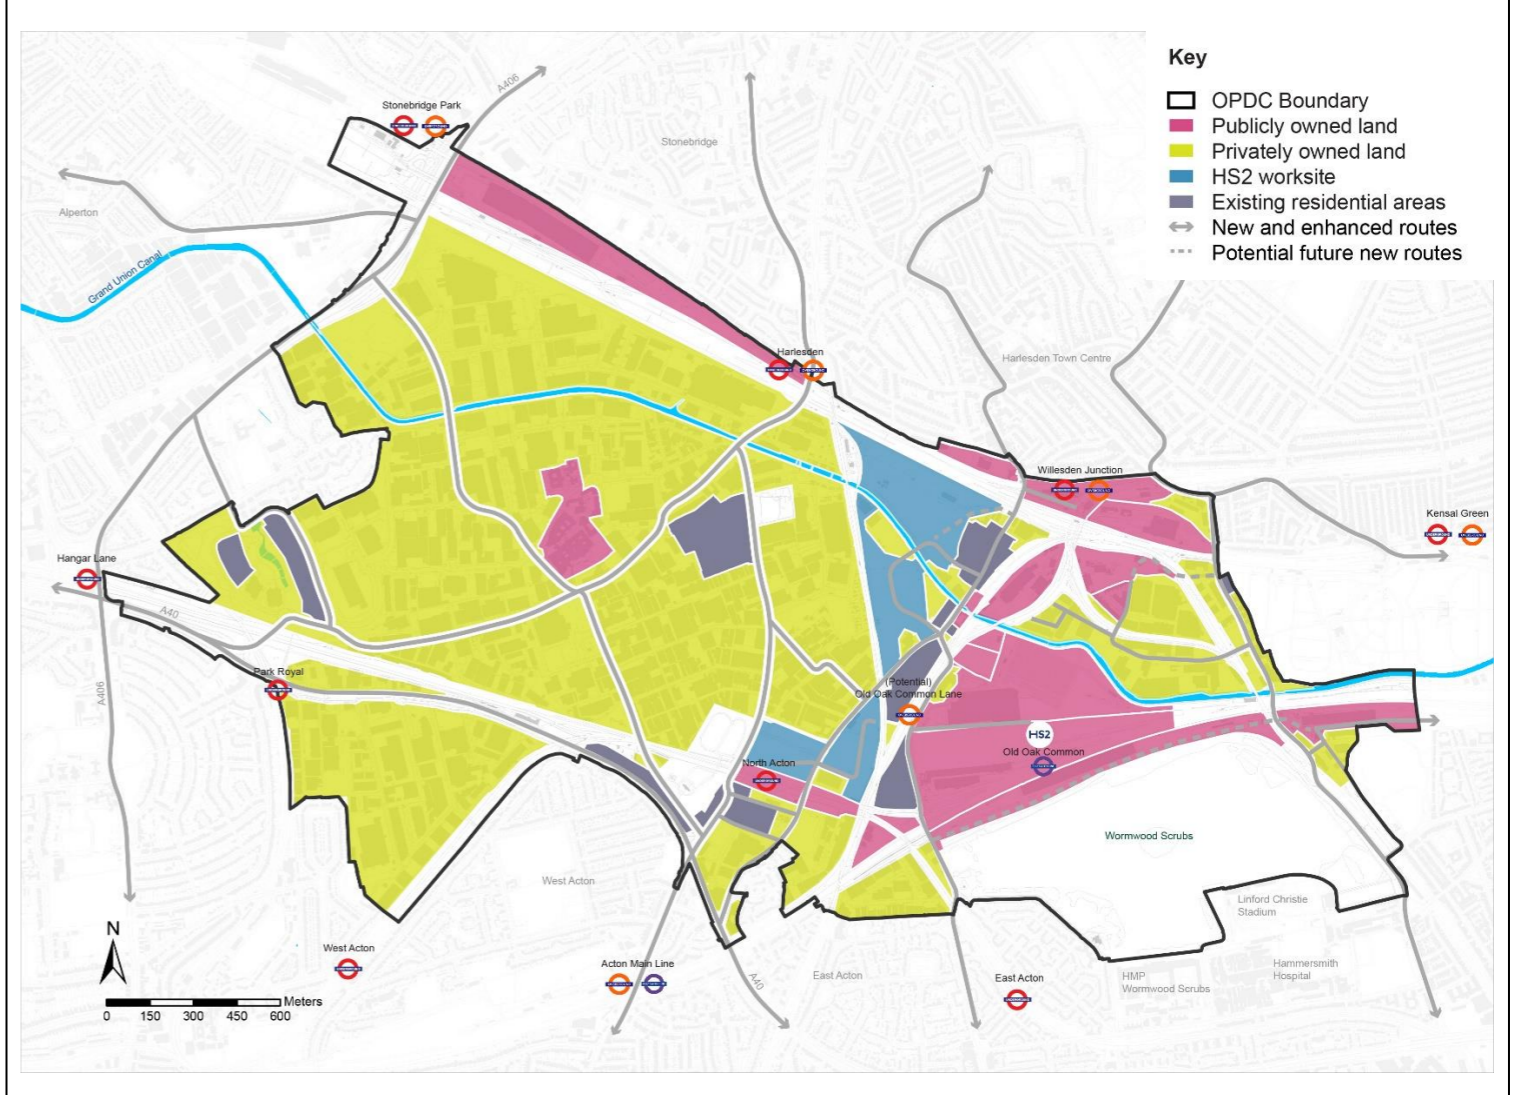 Key
OPDC Boundary
Publicly owned land
Privately owned land
HS2 worksite
Existing residential areas
New and enhanced routes
Potential future new routes
A406
Stonebridge Park
Stonebridge
Alperton
Grand Union Canal
Harlesden
Harlesden Town Centre
Willesden Junction
Kensal Green
Hangar Lane
A40
Park Royal
A406
(Potential)
Old Oak Common Lane
HS2
Old Oak Common
North Acton
Wormwood Scrubs
West Acton
Linford Christie
Stadium
N
West Acton
Acton Main Line
A40
East Acton
East Acton
HMP
Wormwood Scrubs
Hammersmith
Hospital
Meters
0 150 300 450 600